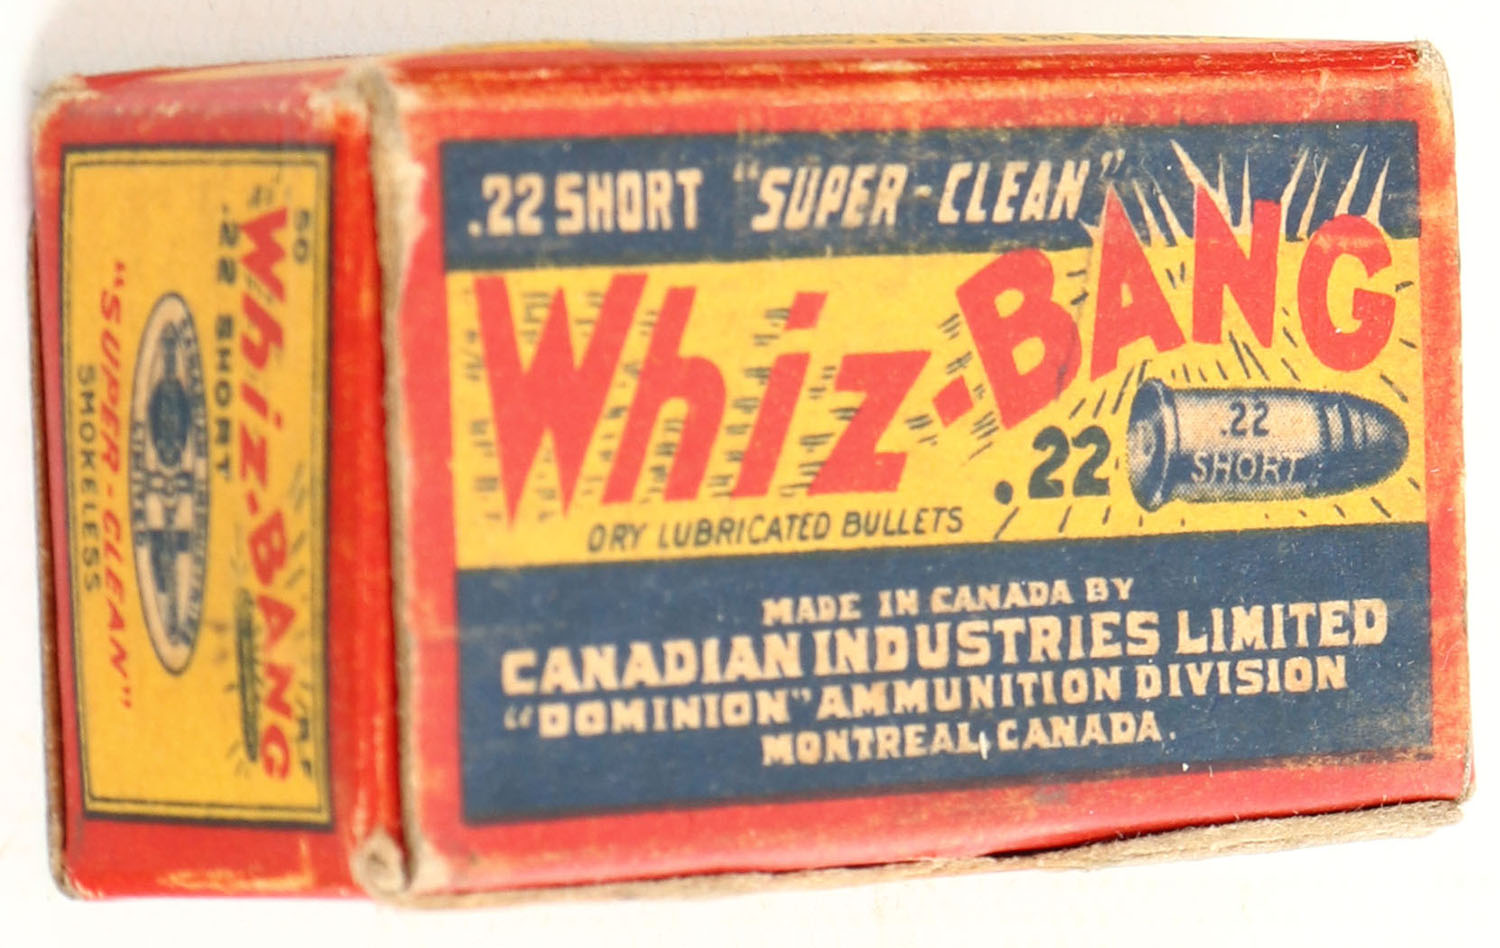 .22 SHORT "SUPER-CLEAN"
Whiz-BANG
.22
.22
SHORT
DRY LUBRICATED BULLETS
MADE IN CANADA BY
CANADIAN INDUSTRIES LIMITED
"DOMINION" AMMUNITION DIVISION
MONTREAL, CANADA.
50
.22 SHORT
Whiz-BANG
"SUPER-CLEAN"
SMOKELESS